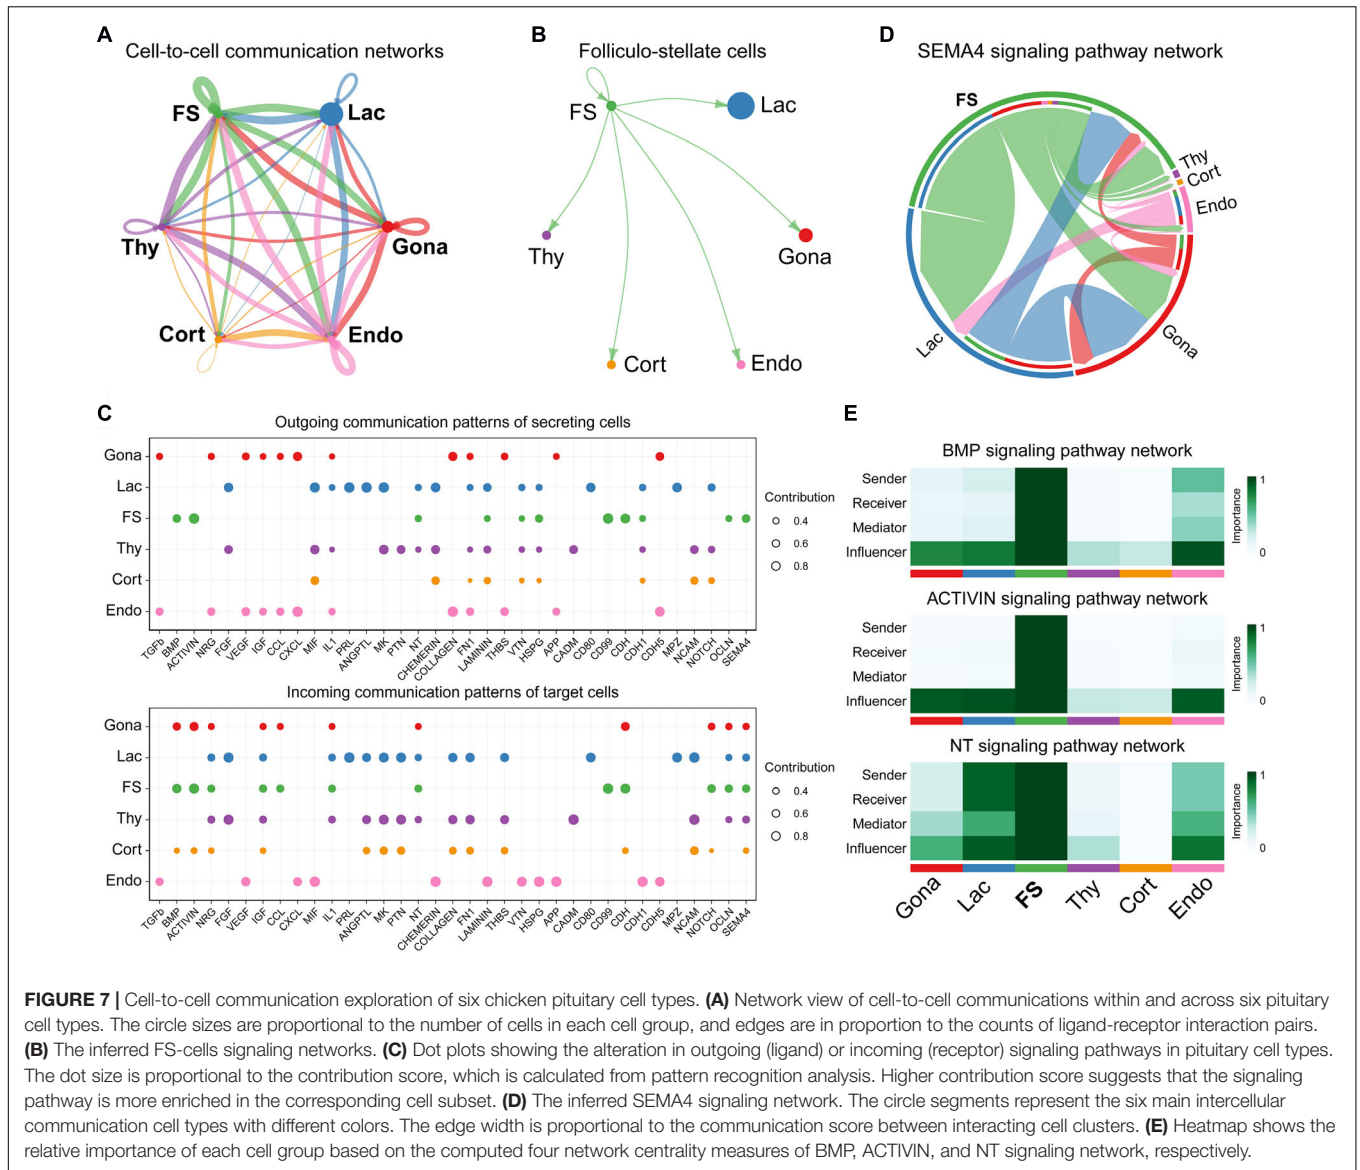 A
Cell-to-cell communication networks
FS
Lac
Thy
Gona
Cort
Endo
B
Folliculo-stellate cells
FS
Lac
Thy
Gona
Cort
Endo
D
SEMA4 signaling pathway network
FS
Thy
Cort
Endo
Lac
Gona
C
Outgoing communication patterns of secreting cells
Gona
Lac
FS
Thy
Cort
Endo
TGFb BMP ACTIVIN NRG FGF VEGF IGF CCL CXCL MIF IL1 PRL ANGPTL MK PTN NT CHEMERIN COLLAGEN FN1 LAMININ THBS VTN HSPG APP CADM CD80 CD99 CDH CDH1 CDH5 MPZ NCAM NOTCH OCLN SEMA4
Contribution
0.4
0.6
0.8
Incoming communication patterns of target cells
Gona
Lac
FS
Thy
Cort
Endo
TGFb BMP ACTIVIN NRG FGF VEGF IGF CCL CXCL MIF IL1 PRL ANGPTL MK PTN NT CHEMERIN COLLAGEN FN1 LAMININ THBS VTN HSPG APP CADM CD80 CD99 CDH CDH1 CDH5 MPZ NCAM NOTCH OCLN SEMA4
Contribution
0.4
0.6
0.8
E
BMP signaling pathway network
Sender
Receiver
Mediator
Influencer
Importance
1
0
ACTIVIN signaling pathway network
Sender
Receiver
Mediator
Influencer
Importance
1
0
NT signaling pathway network
Sender
Receiver
Mediator
Influencer
Importance
1
0
Gona Lac FS Thy Cort Endo
FIGURE 7 | Cell-to-cell communication exploration of six chicken pituitary cell types. (A) Network view of cell-to-cell communications within and across six pituitary
cell types. The circle sizes are proportional to the number of cells in each cell group, and edges are in proportion to the counts of ligand-receptor interaction pairs.
(B) The inferred FS-cells signaling networks. (C) Dot plots showing the alteration in outgoing (ligand) or incoming (receptor) signaling pathways in pituitary cell types.
The dot size is proportional to the contribution score, which is calculated from pattern recognition analysis. Higher contribution score suggests that the signaling
pathway is more enriched in the corresponding cell subset. (D) The inferred SEMA4 signaling network. The circle segments represent the six main intercellular
communication cell types with different colors. The edge width is proportional to the communication score between interacting cell clusters. (E) Heatmap shows the
relative importance of each cell group based on the computed four network centrality measures of BMP, ACTIVIN, and NT signaling network, respectively.